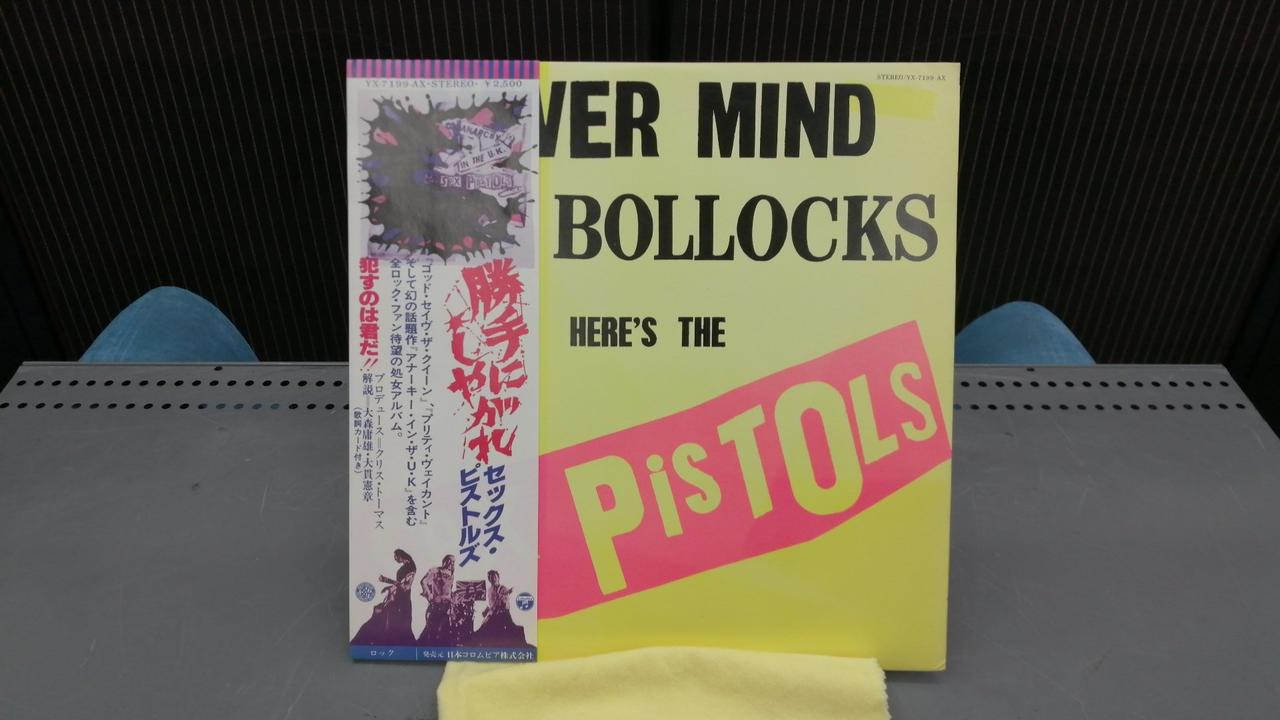 YX-7199-AX-STEREO- ¥2,500
ANARCHY
IN THE U.K.
SEX PISTOLS
勝手にしやがれ
セックス・
ピストルズ
『ゴッド・セイヴ・ザ・クイーン』、『プリティ・ヴェイカント』
そして幻の話題作『アナーキー・イン・ザ・U・K』を含む
全ロック・ファン待望の処女アルバム。
犯すのは君だ!!
プロデュース=クリス・トーマス
解説=大森庸雄・大貫憲章
(歌詞カード付き)
ロック
発売元 日本コロムビア株式会社
STEREO/YX-7199-AX
VER MIND
BOLLOCKS
HERE'S THE
PiSTOLS